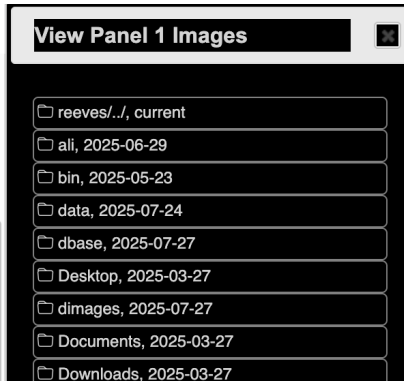 View Panel 1 Images
reeves/../, current
ali, 2025-06-29
bin, 2025-05-23
data, 2025-07-24
dbase, 2025-07-27
Desktop, 2025-03-27
dimages, 2025-07-27
Documents, 2025-03-27
Downloads, 2025-03-27